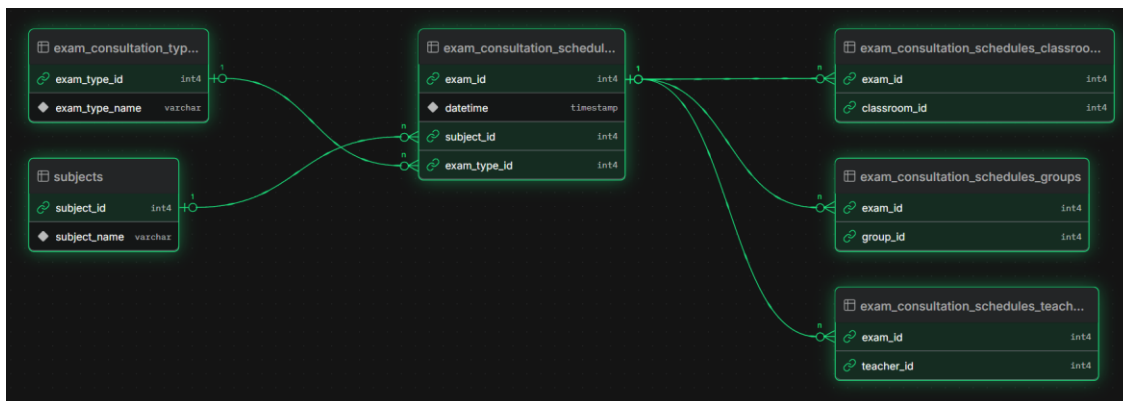 exam_consultation_typ...
exam_type_id int4
exam_type_name varchar
subjects
subject_id int4
subject_name varchar
exam_consultation_schedul...
exam_id int4
datetime timestamp
subject_id int4
exam_type_id int4
exam_consultation_schedules_classroo...
exam_id int4
classroom_id int4
exam_consultation_schedules_groups
exam_id int4
group_id int4
exam_consultation_schedules_teach...
exam_id int4
teacher_id int4
1
1
n
n
1
n
n
n